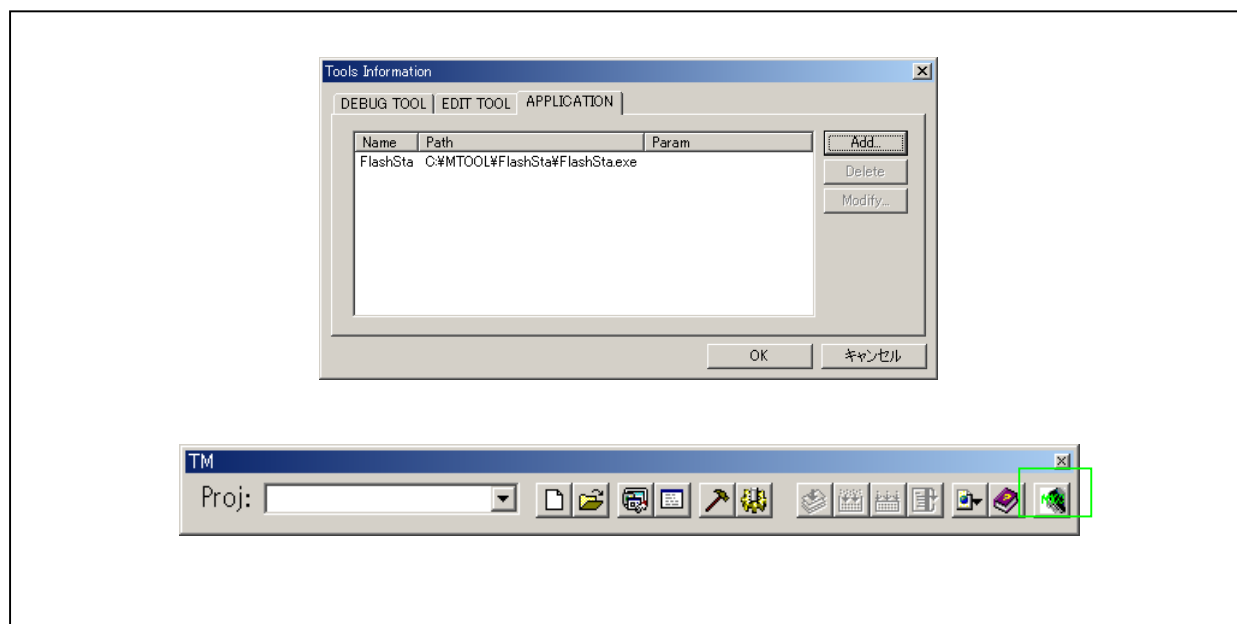 Tools Information
DEBUG TOOL EDIT TOOL APPLICATION
Name Path Param
FlashSta C:¥MTOOL¥FlashSta¥FlashSta.exe
Add...
Delete
Modify...
OK キャンセル
TM
Proj: